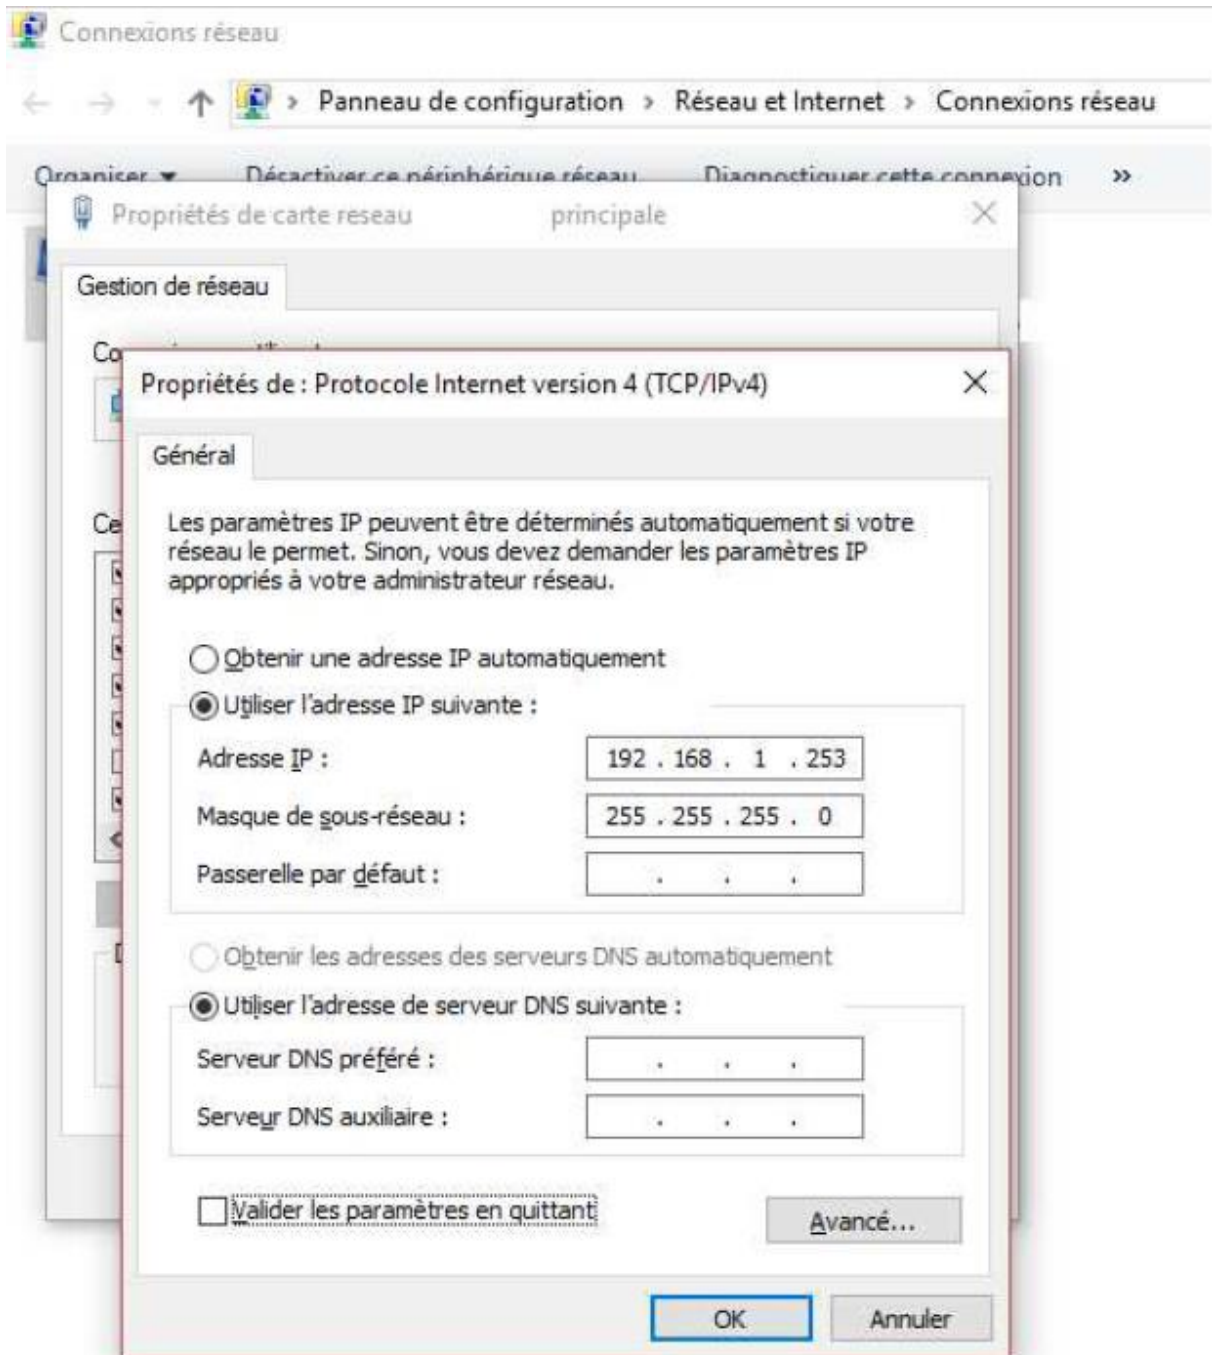 Connexions réseau
Panneau de configuration > Réseau et Internet > Connexions réseau
Organiser Désactiver ce périphérique réseau Diagnostiquer cette connexion »
Propriétés de carte reseau principale
Gestion de réseau
Propriétés de : Protocole Internet version 4 (TCP/IPv4)
Général
Les paramètres IP peuvent être déterminés automatiquement si votre
réseau le permet. Sinon, vous devez demander les paramètres IP
appropriés à votre administrateur réseau.
Obtenir une adresse IP automatiquement
Utiliser l'adresse IP suivante :
Adresse IP : 192 . 168 . 1 . 253
Masque de sous-réseau : 255 . 255 . 255 . 0
Passerelle par défaut : . . .
Obtenir les adresses des serveurs DNS automatiquement
Utiliser l'adresse de serveur DNS suivante :
Serveur DNS préféré : . . .
Serveur DNS auxiliaire : . . .
Valider les paramètres en quittant
Avancé...
OK Annuler